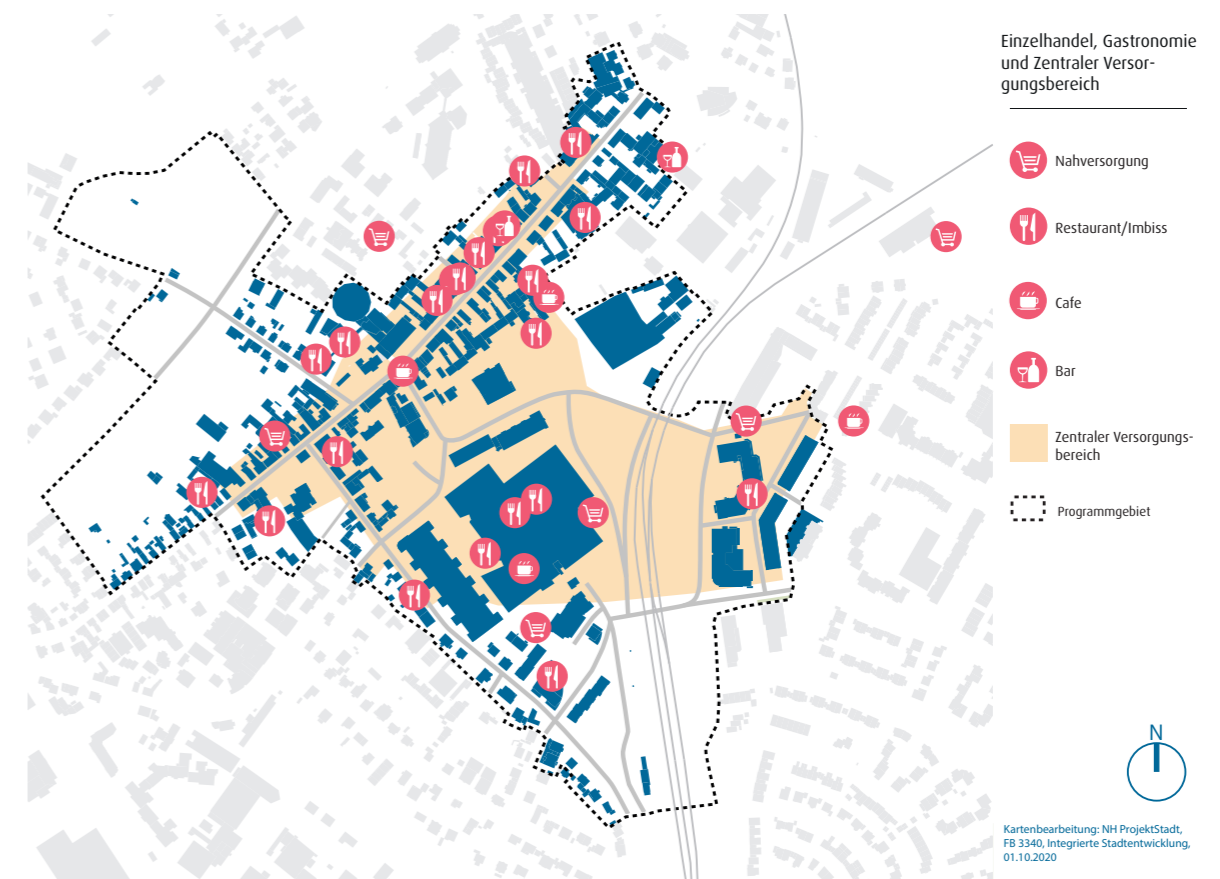 Einzelhandel, Gastronomie
und Zentraler Versor-
gungsbereich
Nahversorgung
Restaurant/Imbiss
Cafe
Bar
Zentraler Versorgungs-
bereich
Programmgebiet
N
Kartenbearbeitung: NH ProjektStadt,
FB 3340, Integrierte Stadtentwicklung,
01.10.2020